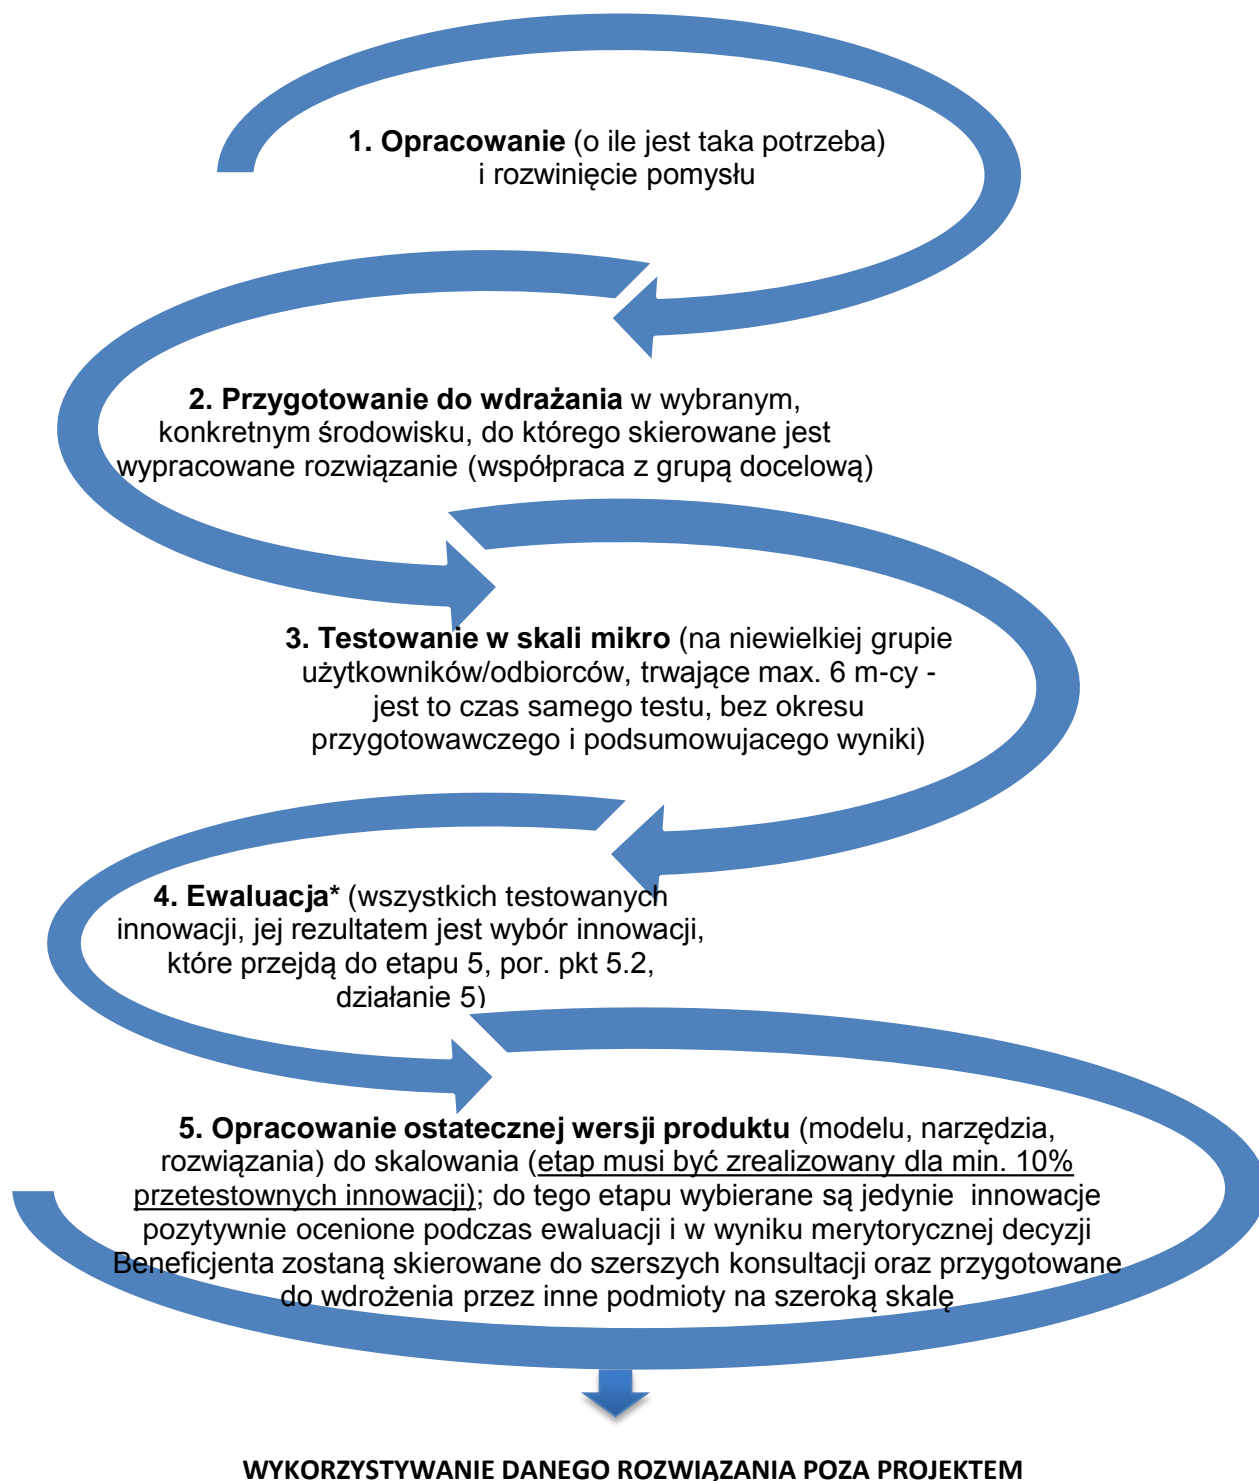 1. Opracowanie (o ile jest taka potrzeba)
i rozwinięcie pomysłu
2. Przygotowanie do wdrażania w wybranym,
konkretnym środowisku, do którego skierowane jest
wypracowane rozwiązanie (współpraca z grupą docelową)
3. Testowanie w skali mikro (na niewielkiej grupie
użytkowników/odbiorców, trwające max. 6 m-cy -
jest to czas samego testu, bez okresu
przygotowawczego i podsumowujacego wyniki)
4. Ewaluacja* (wszystkich testowanych
innowacji, jej rezultatem jest wybór innowacji,
które przejdą do etapu 5, por. pkt 5.2,
działanie 5)
5. Opracowanie ostatecznej wersji produktu (modelu, narzędzia,
rozwiązania) do skalowania (etap musi być zrealizowany dla min. 10%
przetestownych innowacji); do tego etapu wybierane są jedynie  innowacje
pozytywnie ocenione podczas ewaluacji i w wyniku merytorycznej decyzji
Beneficjenta zostaną skierowane do szerszych konsultacji oraz przygotowane
do wdrożenia przez inne podmioty na szeroką skalę
WYKORZYSTYWANIE DANEGO ROZWIĄZANIA POZA PROJEKTEM